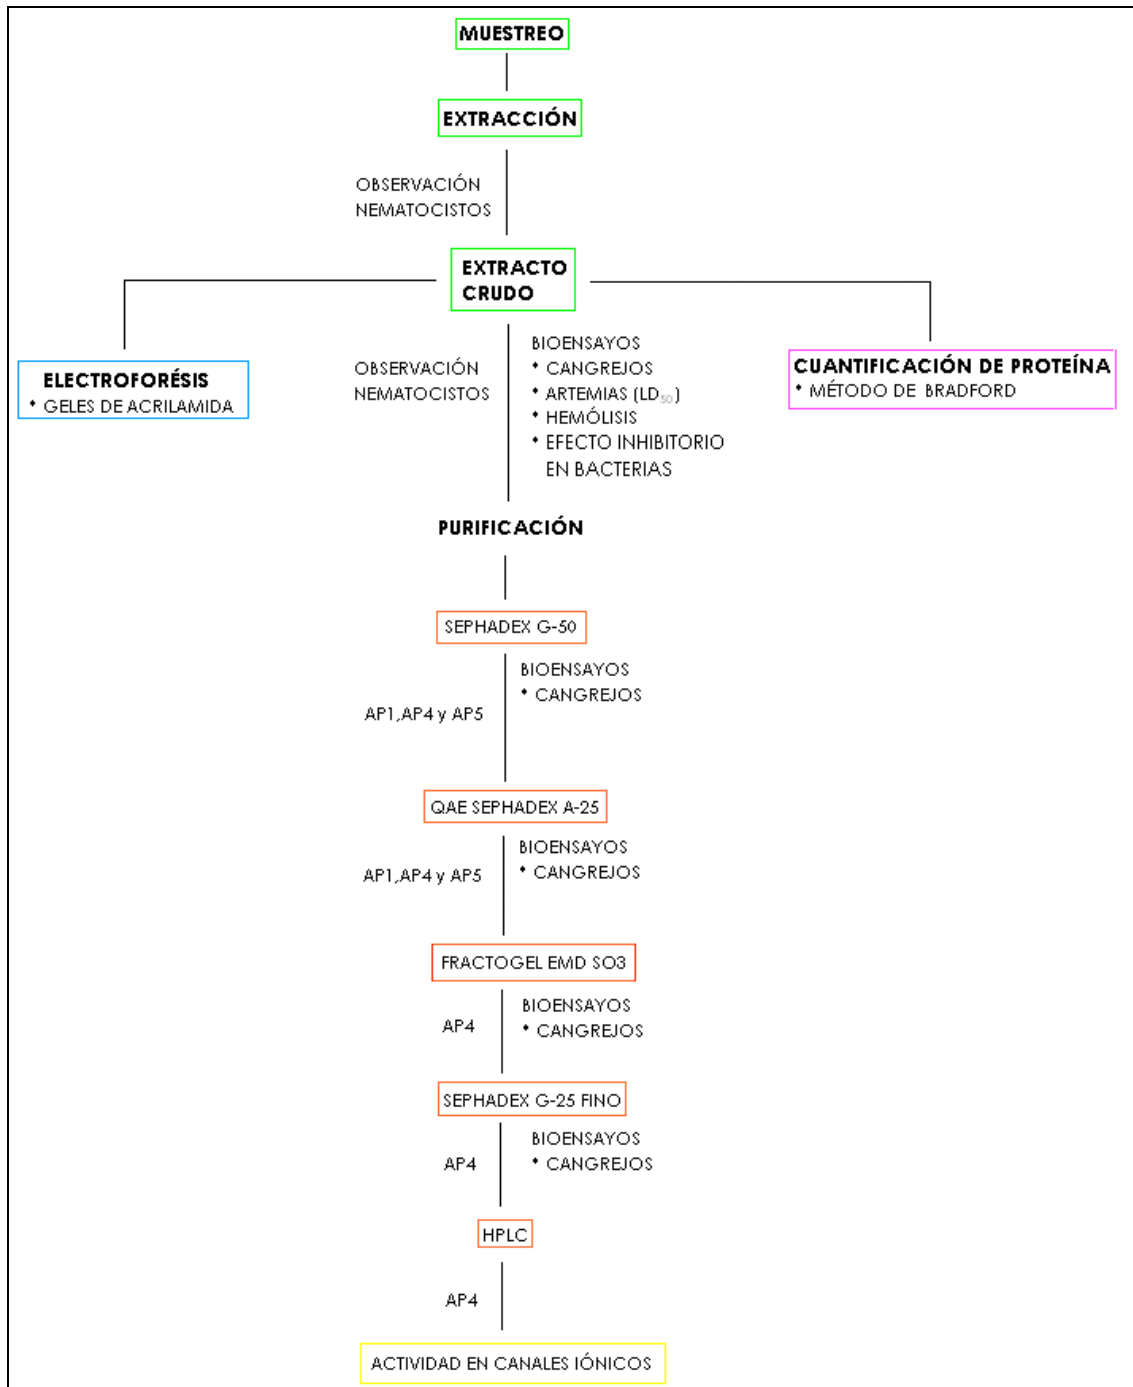 MUESTREO
EXTRACCIÓN
OBSERVACIÓN
NEMATOCISTOS
EXTRACTO
CRUDO
ELECTROFORÉSIS
* GELES DE ACRILAMIDA
OBSERVACIÓN
NEMATOCISTOS
BIOENSAYOS
* CANGREJOS
* ARTEMIAS (LD50)
* HEMÓLISIS
* EFECTO INHIBITORIO
EN BACTERIAS
CUANTIFICACIÓN DE PROTEÍNA
* MÉTODO DE BRADFORD
PURIFICACIÓN
SEPHADEX G-50
BIOENSAYOS
* CANGREJOS
AP1,AP4 y AP5
QAE SEPHADEX A-25
BIOENSAYOS
* CANGREJOS
AP1,AP4 y AP5
FRACTOGEL EMD SO3
BIOENSAYOS
* CANGREJOS
AP4
SEPHADEX G-25 FINO
BIOENSAYOS
* CANGREJOS
AP4
HPLC
AP4
ACTIVIDAD EN CANALES IÓNICOS